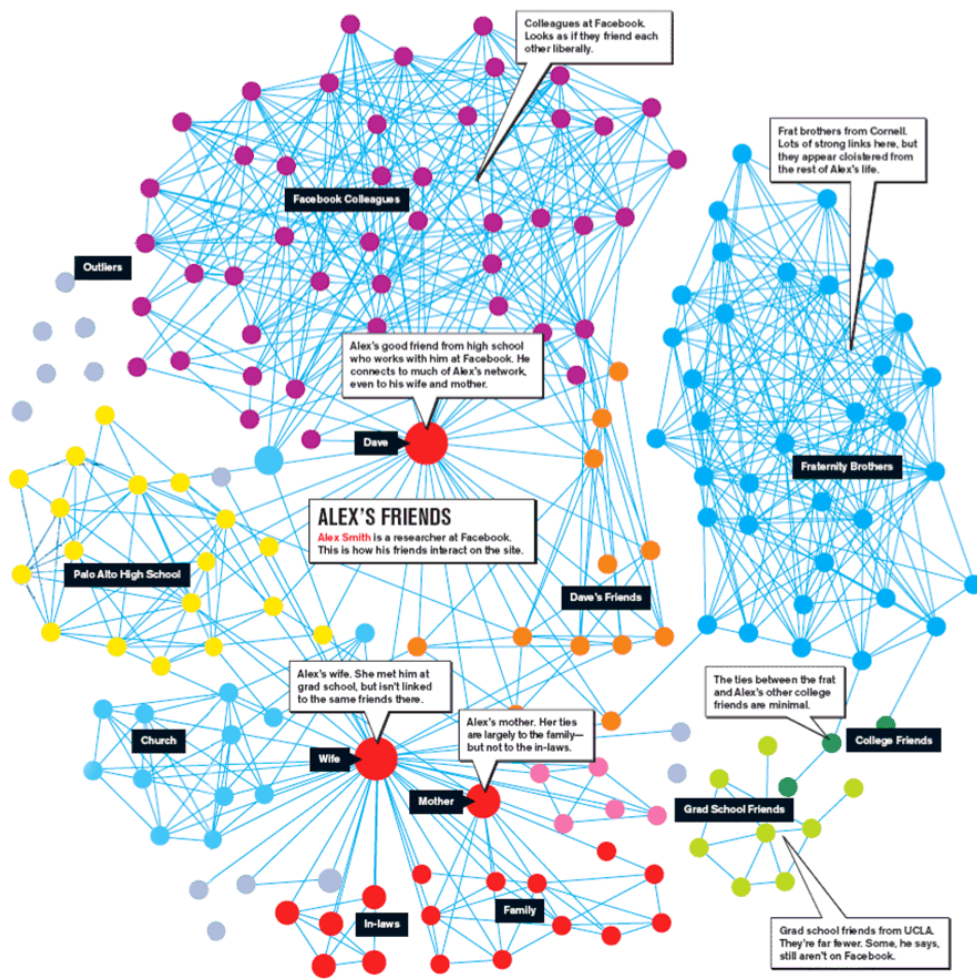 Colleagues at Facebook.
Looks as if they friend each
other liberally.
Frat brothers from Cornell.
Lots of strong links here, but
they appear cloistered from
the rest of Alex's life.
Facebook Colleagues
Outliers
Alex's good friend from high school
who works with him at Facebook. He
connects to much of Alex's network,
even to his wife and mother.
Dave
Fraternity Brothers
ALEX'S FRIENDS
Alex Smith is a researcher at Facebook.
This is how his friends interact on the site.
Palo Alto High School
Dave's Friends
Alex's wife. She met him at
grad school, but isn't linked
to the same friends there.
The ties between the frat
and Alex's other college
friends are minimal.
Alex's mother. Her ties
are largely to the family—
but not to the in-laws.
Church
College Friends
Wife
Mother
Grad School Friends
Family
In-laws
Grad school friends from UCLA.
They're far fewer. Some, he says,
still aren't on Facebook.